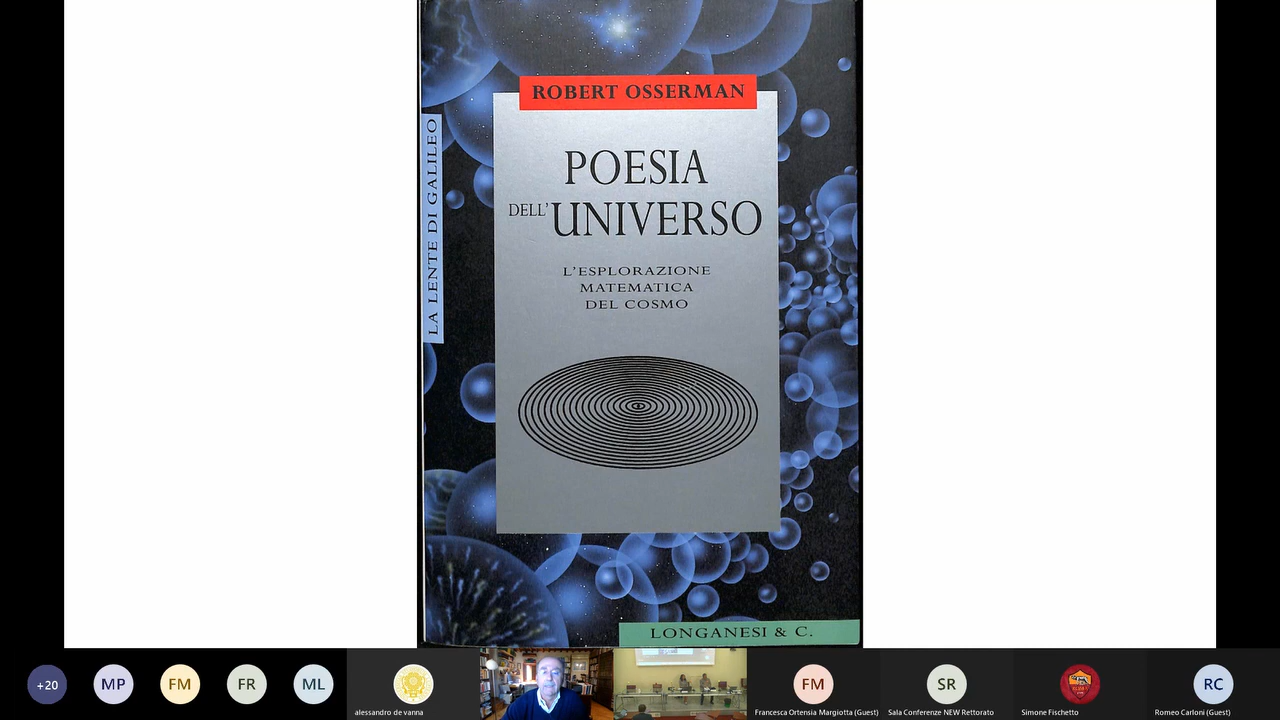 ROBERT OSSERMAN
LA LENTE DI GALILEO
POESIA
DELL'UNIVERSO
L'ESPLORAZIONE
MATEMATICA
DEL COSMO
LONGANESI & C.
+20
MP
FM
FR
ML
alessandro de vanna
FM
Francesca Ortensia Margiotta (Guest)
SR
Sala Conferenze NEW Rettorato
Simone Fischetto
RC
Romeo Carloni (Guest)